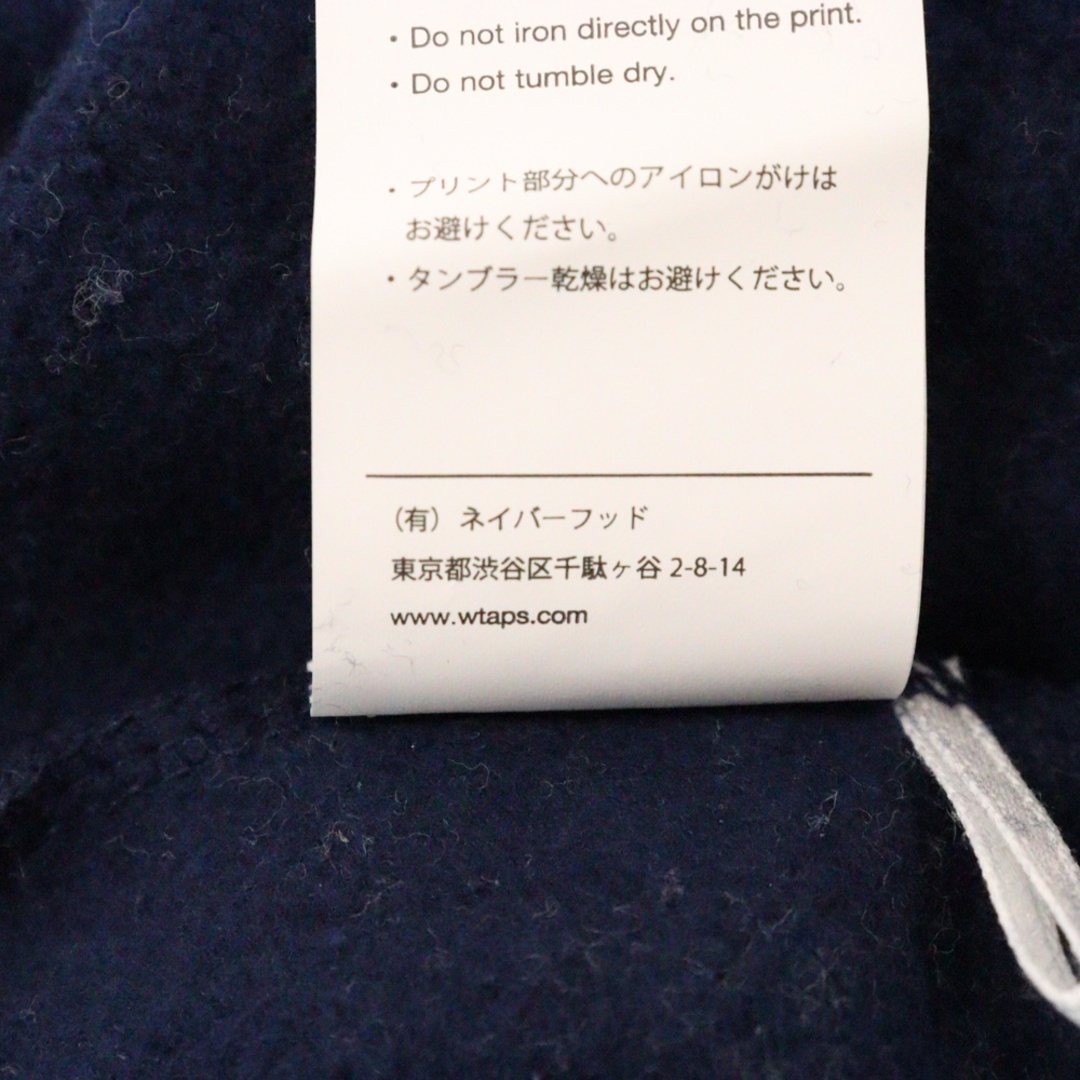 ・Do not iron directly on the print.
・Do not tumble dry.
・プリント部分へのアイロンがけは
お避けください。
・タンブラー乾燥はお避けください。
（有）ネイバーフッド
東京都渋谷区千駄ヶ谷 2-8-14
www.wtaps.com